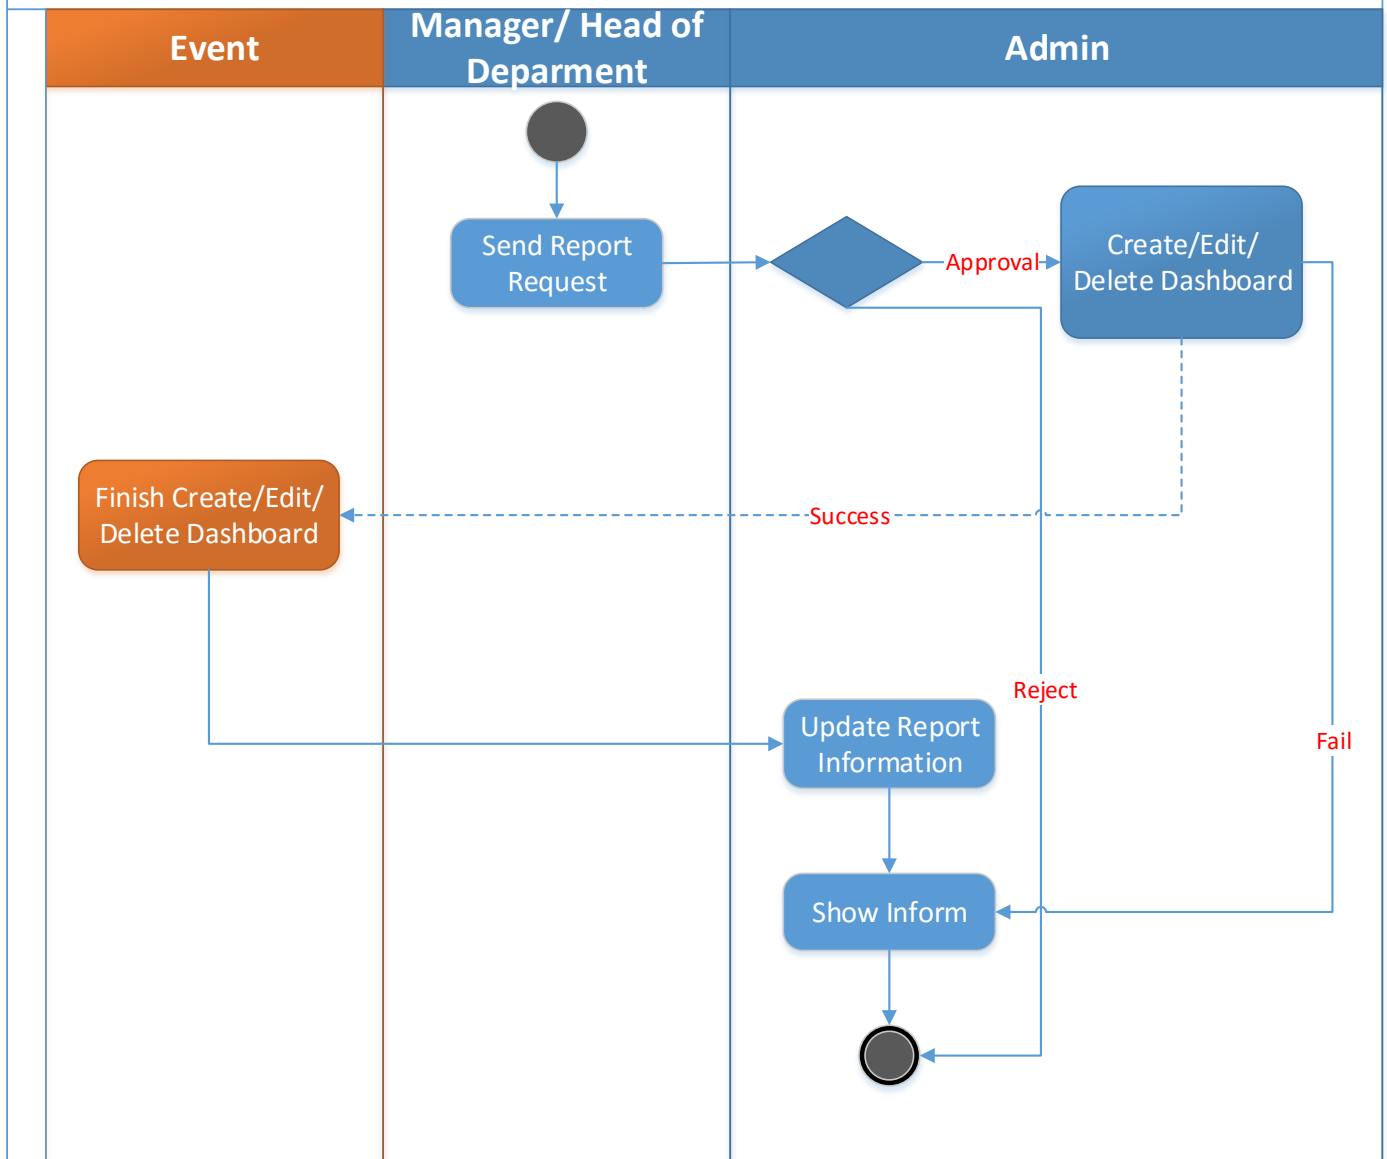 Event
Manager/ Head of
Deparment
Admin
Send Report
Request
Approval
Create/Edit/
Delete Dashboard
Finish Create/Edit/
Delete Dashboard
Success
Reject
Update Report
Information
Fail
Show Inform